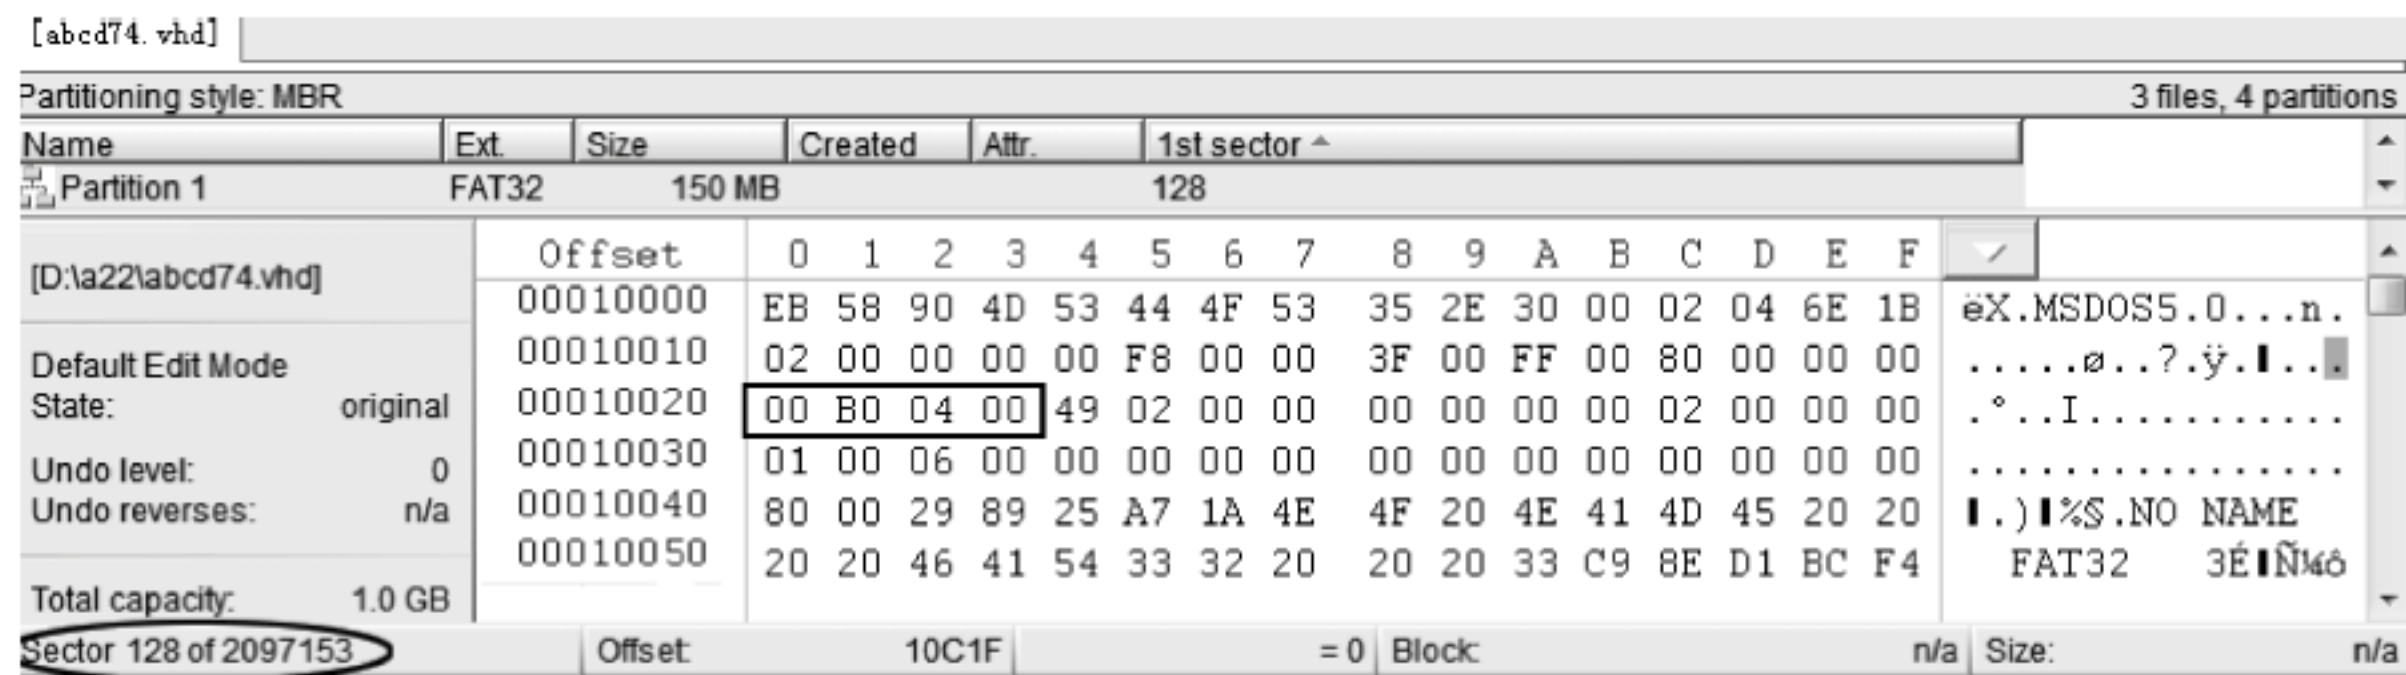 [abcd74.vhd]
Partitioning style: MBR 3 files, 4 partitions
Name Ext. Size Created Attr. 1st sector
Partition 1 FAT32 150 MB 128
Offset 0 1 2 3 4 5 6 7 8 9 A B C D E F
[D:\a22\abcd74.vhd]
00010000 EB 58 90 4D 53 44 4F 53 35 2E 30 00 02 04 6E 1B ëX.MSDOS5.0...n.
Default Edit Mode
00010010 02 00 00 00 00 F8 00 00 3F 00 FF 00 80 00 00 00 .....ø..?.ÿ.▌...
State: original
00010020 00 B0 04 00 49 02 00 00 00 00 00 00 02 00 00 00 .°..I...........
Undo level: 0
00010030 01 00 06 00 00 00 00 00 00 00 00 00 00 00 00 00 ................
Undo reverses: n/a
00010040 80 00 29 89 25 A7 1A 4E 4F 20 4E 41 4D 45 20 20 ▌.)▌%§.NO NAME
00010050 20 20 46 41 54 33 32 20 20 20 33 C9 8E D1 BC F4 FAT32 3É▌Ѽô
Total capacity: 1.0 GB
Sector 128 of 2097153 Offset: 10C1F = 0 Block: n/a Size: n/a